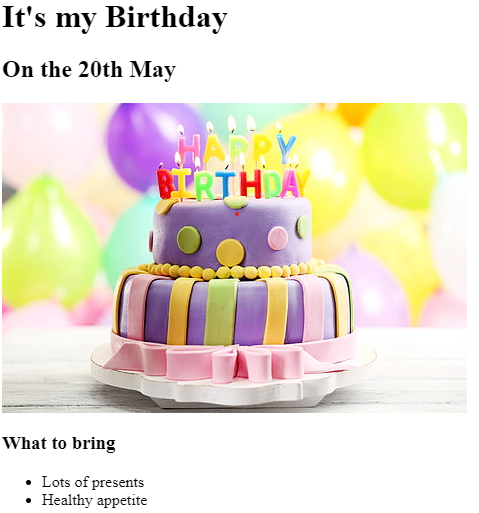 It's my Birthday
On the 20th May
HAPPY
BIRTHDAY
What to bring
Lots of presents
Healthy appetite